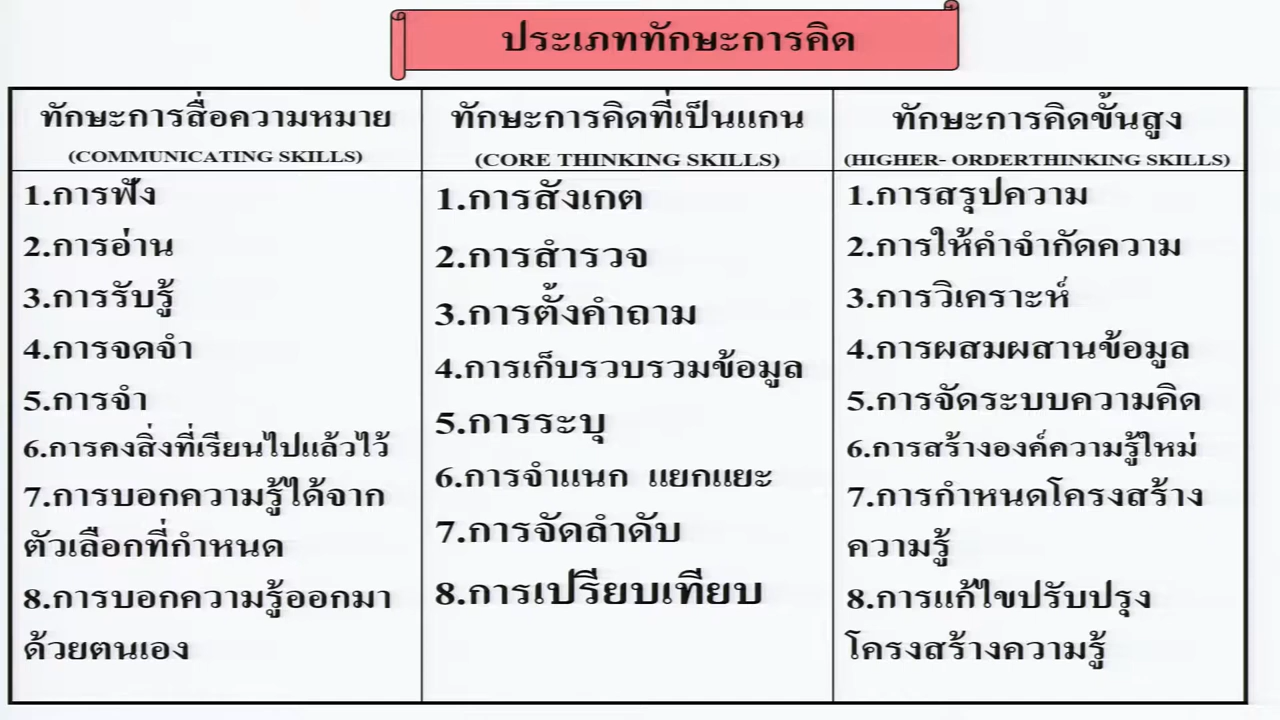 ประเภททักษะการคิด
ทักษะการสื่อความหมาย
(COMMUNICATING SKILLS)
1.การฟัง
2.การอ่าน
3.การรับรู้
4.การจดจำ
5.การจำ
6.การคงสิ่งที่เรียนไปแล้วไว้
7.การบอกความรู้ได้จาก
ตัวเลือกที่กำหนด
8.การบอกความรู้ออกมา
ด้วยตนเอง
ทักษะการคิดที่เป็นแกน
(CORE THINKING SKILLS)
1.การสังเกต
2.การสำรวจ
3.การตั้งคำถาม
4.การเก็บรวบรวมข้อมูล
5.การระบุ
6.การจำแนก แยกแยะ
7.การจัดลำดับ
8.การเปรียบเทียบ
ทักษะการคิดขั้นสูง
(HIGHER- ORDERTHINKING SKILLS)
1.การสรุปความ
2.การให้คำจำกัดความ
3.การวิเคราะห์
4.การผสมผสานข้อมูล
5.การจัดระบบความคิด
6.การสร้างองค์ความรู้ใหม่
7.การกำหนดโครงสร้าง
ความรู้
8.การแก้ไขปรับปรุง
โครงสร้างความรู้